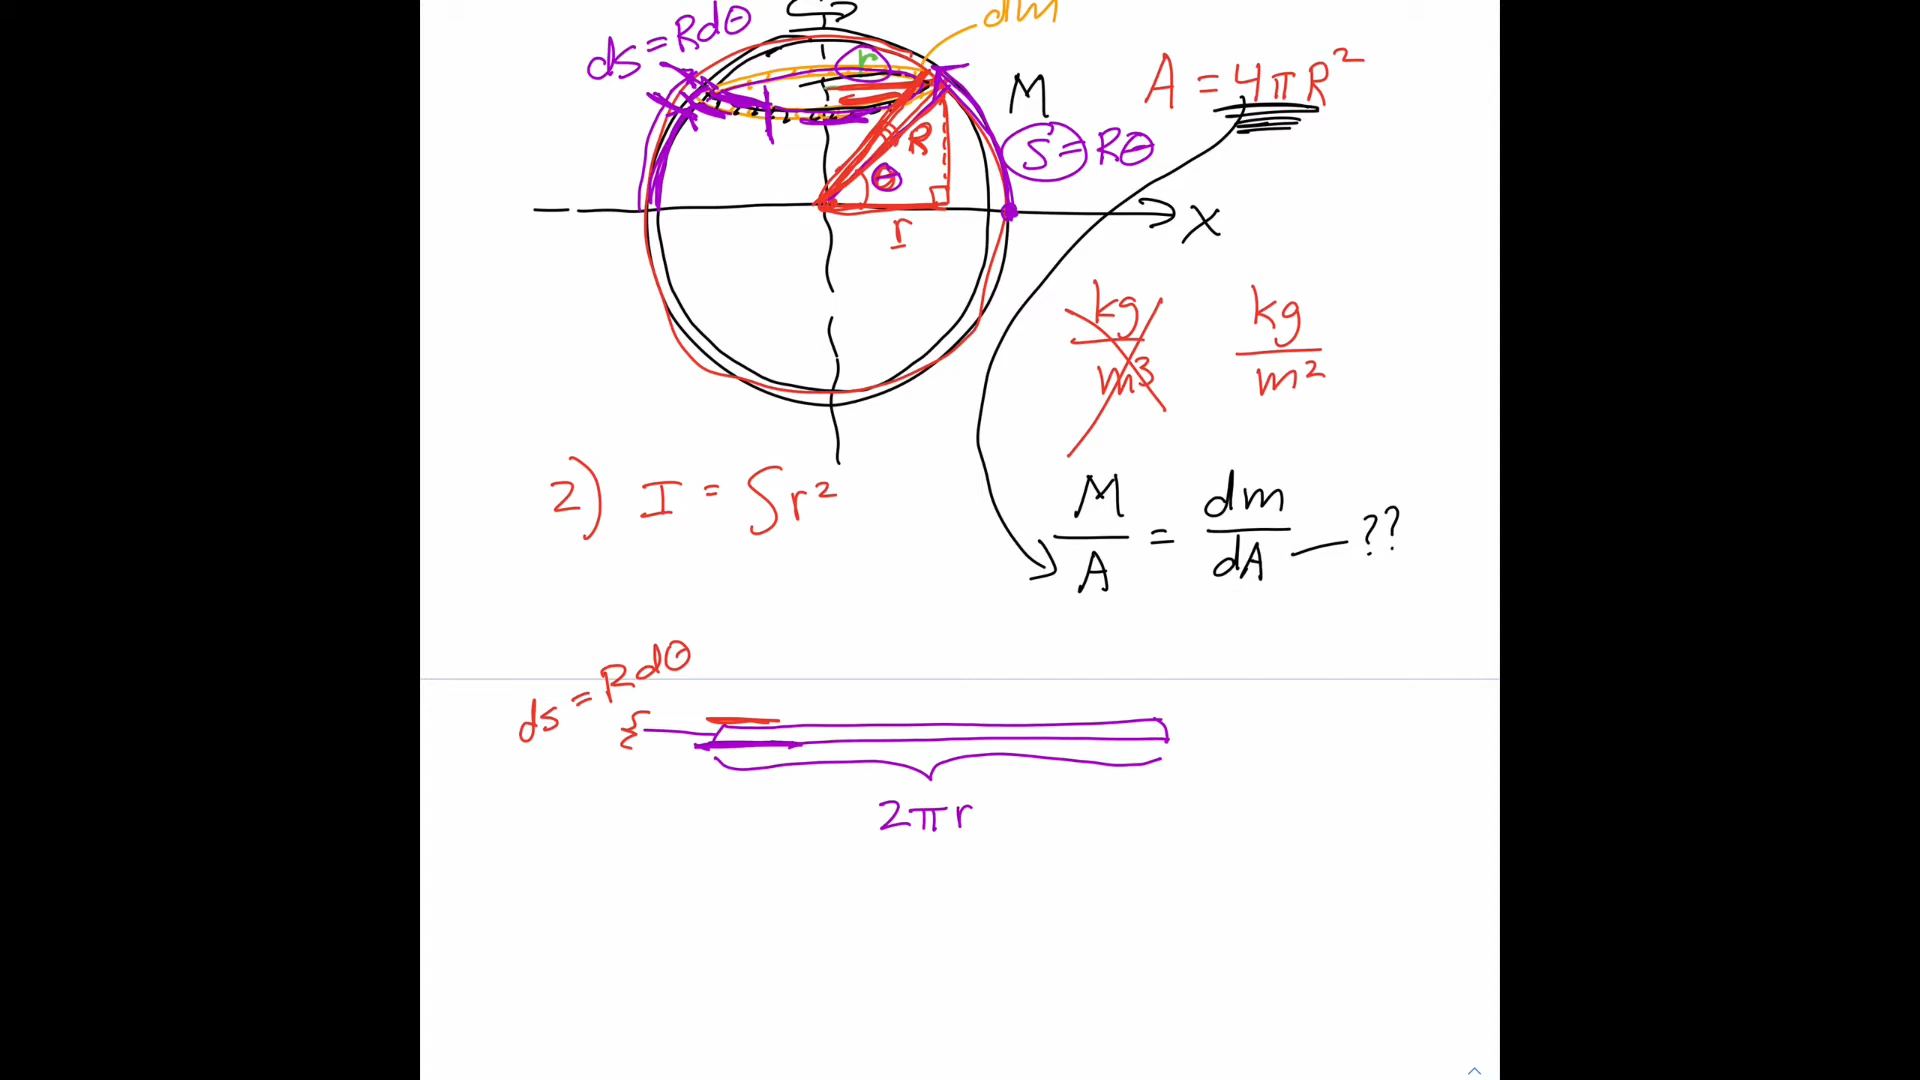 ds = Rdθ
dm
r
M
A = 4πR²
S = Rθ
R
θ
r
X
kg/m³
kg/m²
2) I = ∫r²
M/A = dm/dA — ??
ds = Rdθ
2πr